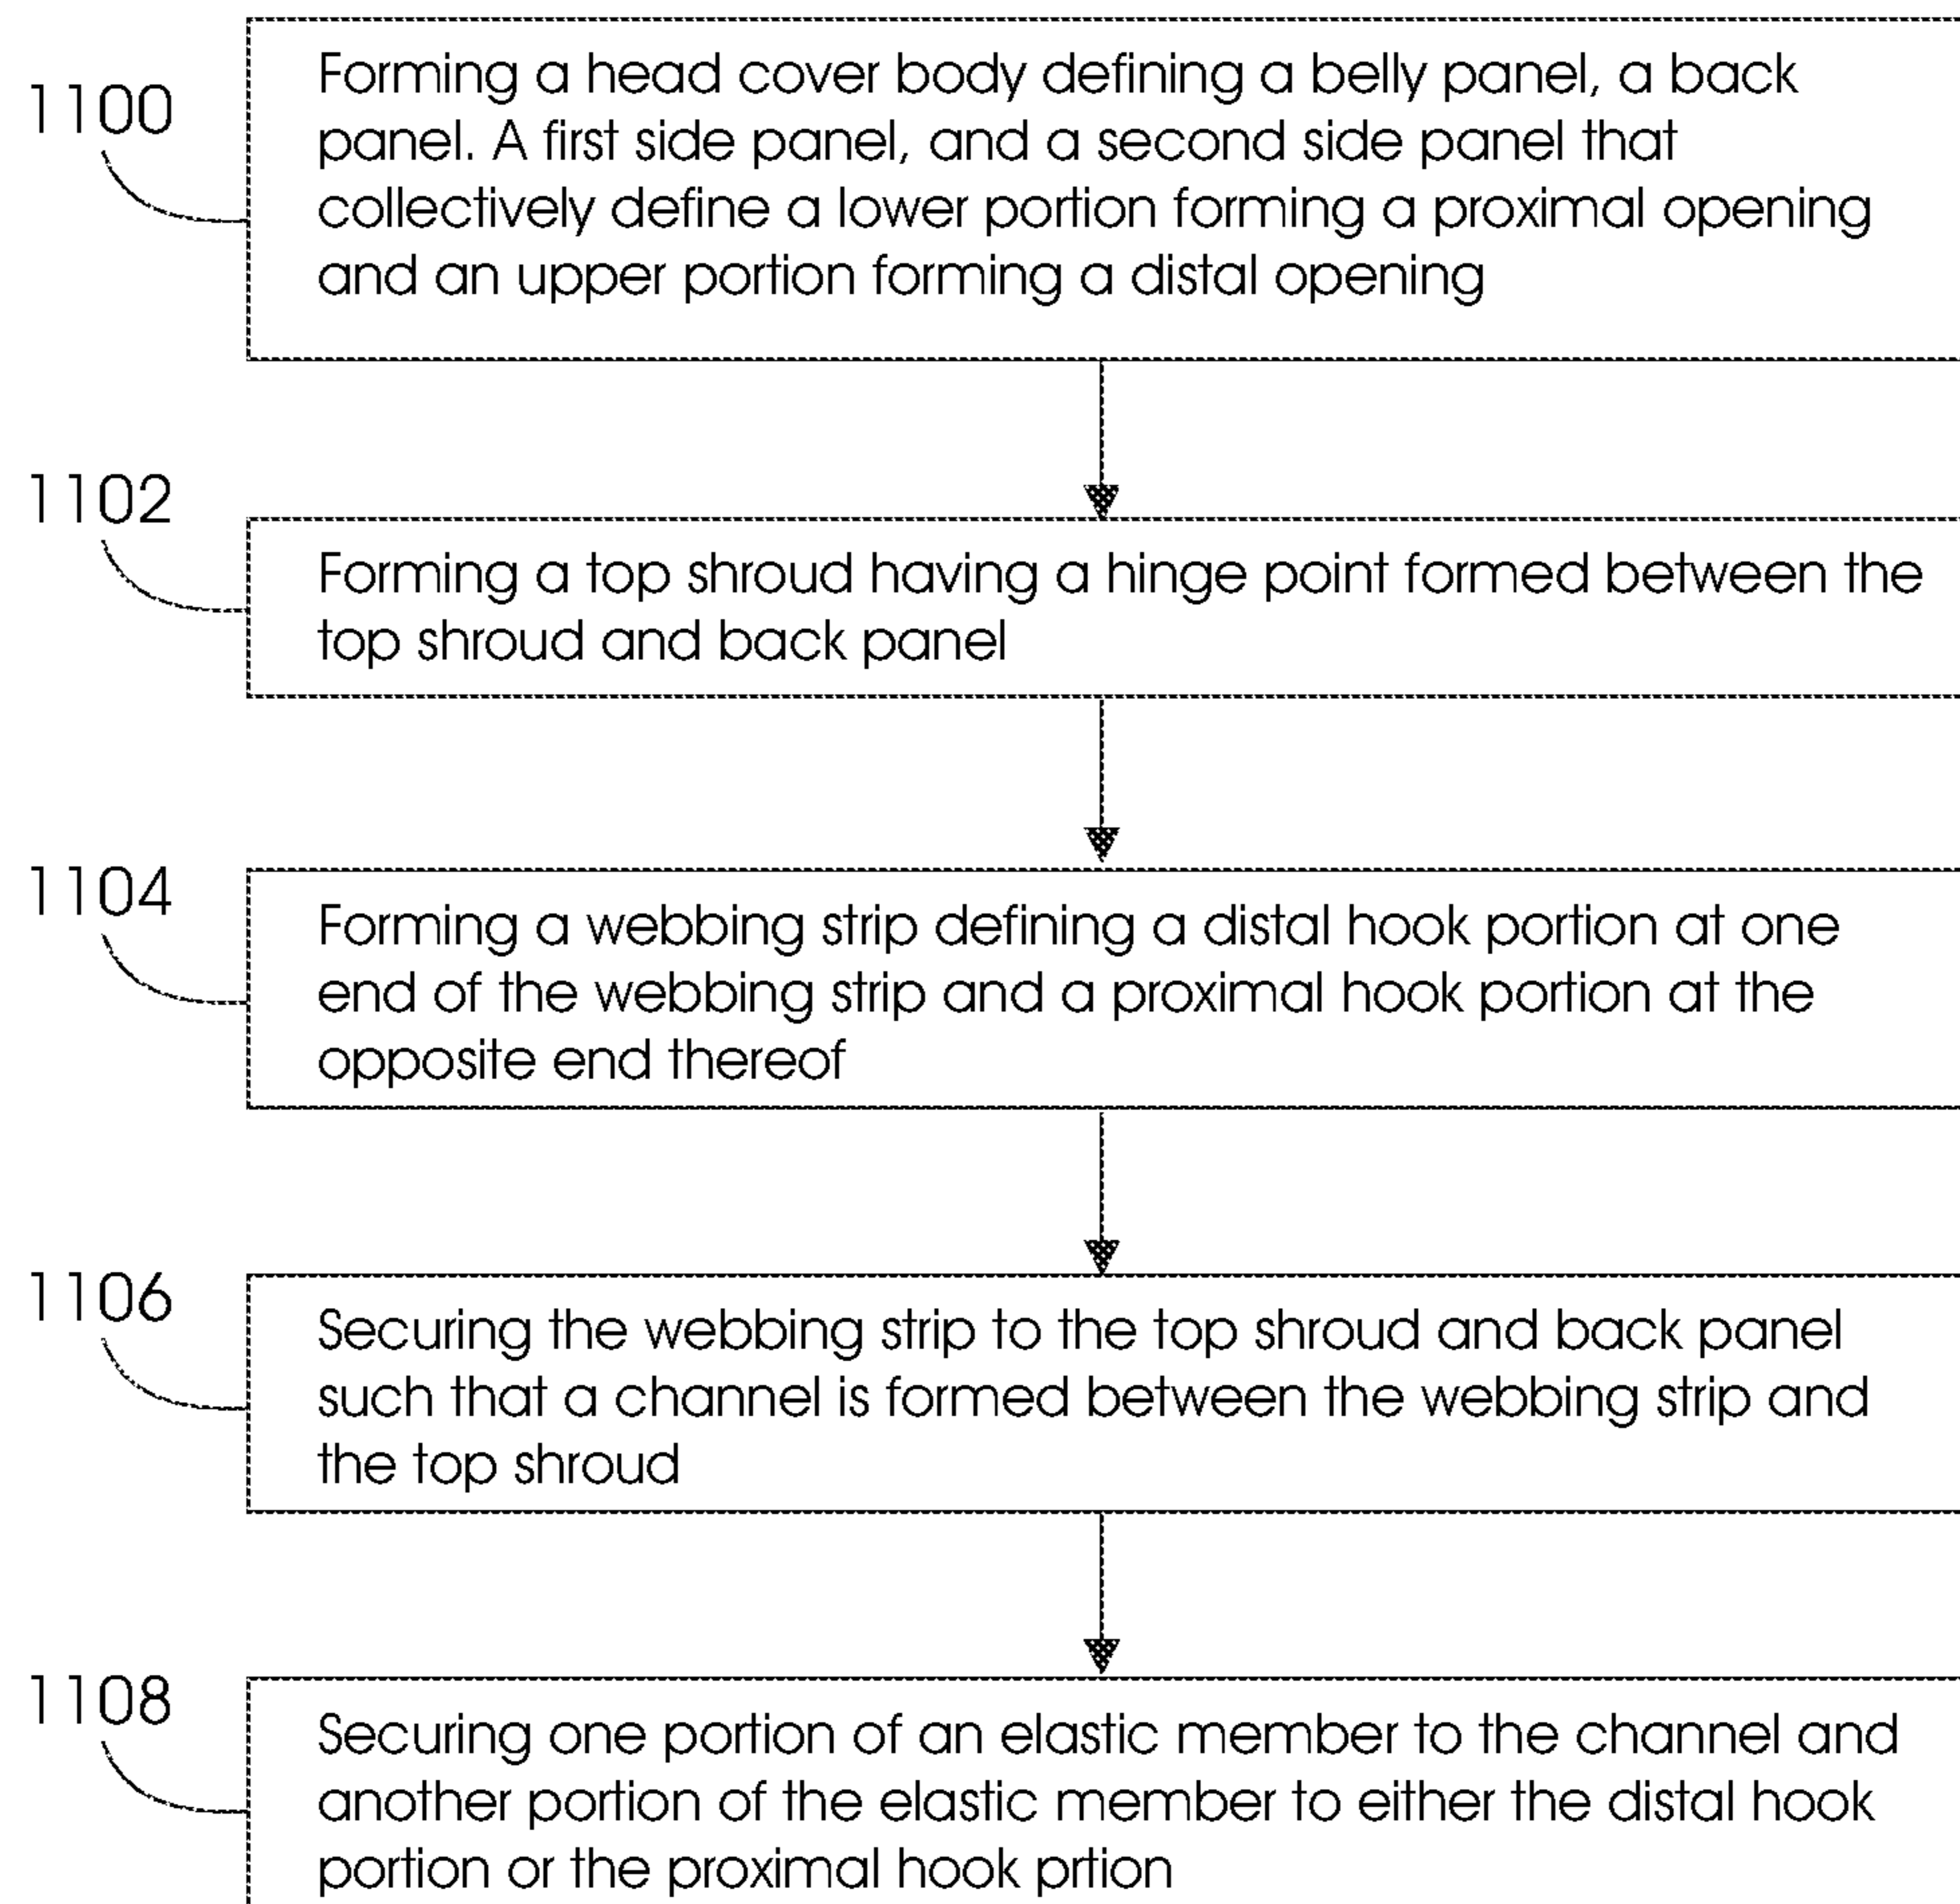 1100
Forming a head cover body defining a belly panel, a back
panel. A first side panel, and a second side panel that
collectively define a lower portion forming a proximal opening
and an upper portion forming a distal opening
1102
Forming a top shroud having a hinge point formed between the
top shroud and back panel
1104
Forming a webbing strip defining a distal hook portion at one
end of the webbing strip and a proximal hook portion at the
opposite end thereof
1106
Securing the webbing strip to the top shroud and back panel
such that a channel is formed between the webbing strip and
the top shroud
1108
Securing one portion of an elastic member to the channel and
another portion of the elastic member to either the distal hook
portion or the proximal hook prtion